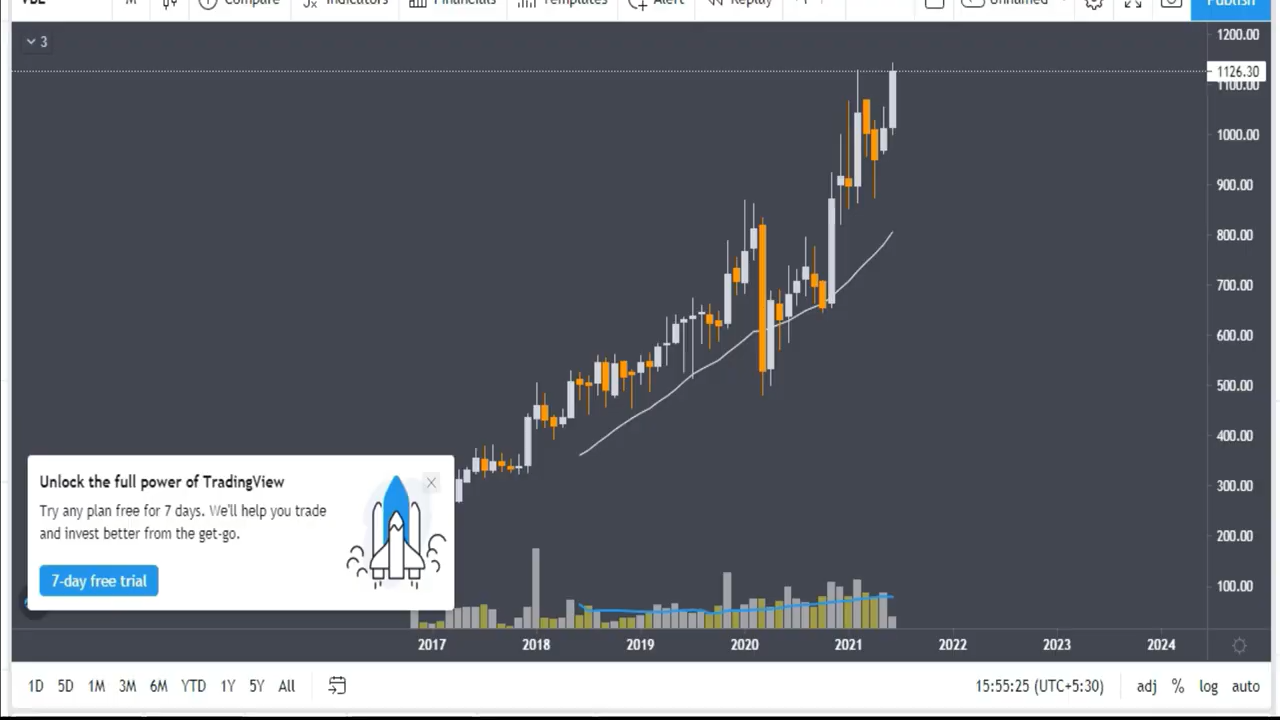 VBL M Compare Indicators Financials Templates Alert Replay Unnamed Publish
3
1200.00
1126.30
1100.00
1000.00
900.00
800.00
700.00
600.00
500.00
400.00
300.00
200.00
100.00
Unlock the full power of TradingView
Try any plan free for 7 days. We'll help you trade
and invest better from the get-go.
7-day free trial
2017 2018 2019 2020 2021 2022 2023 2024
1D 5D 1M 3M 6M YTD 1Y 5Y All 15:55:25 (UTC+5:30) adj % log auto